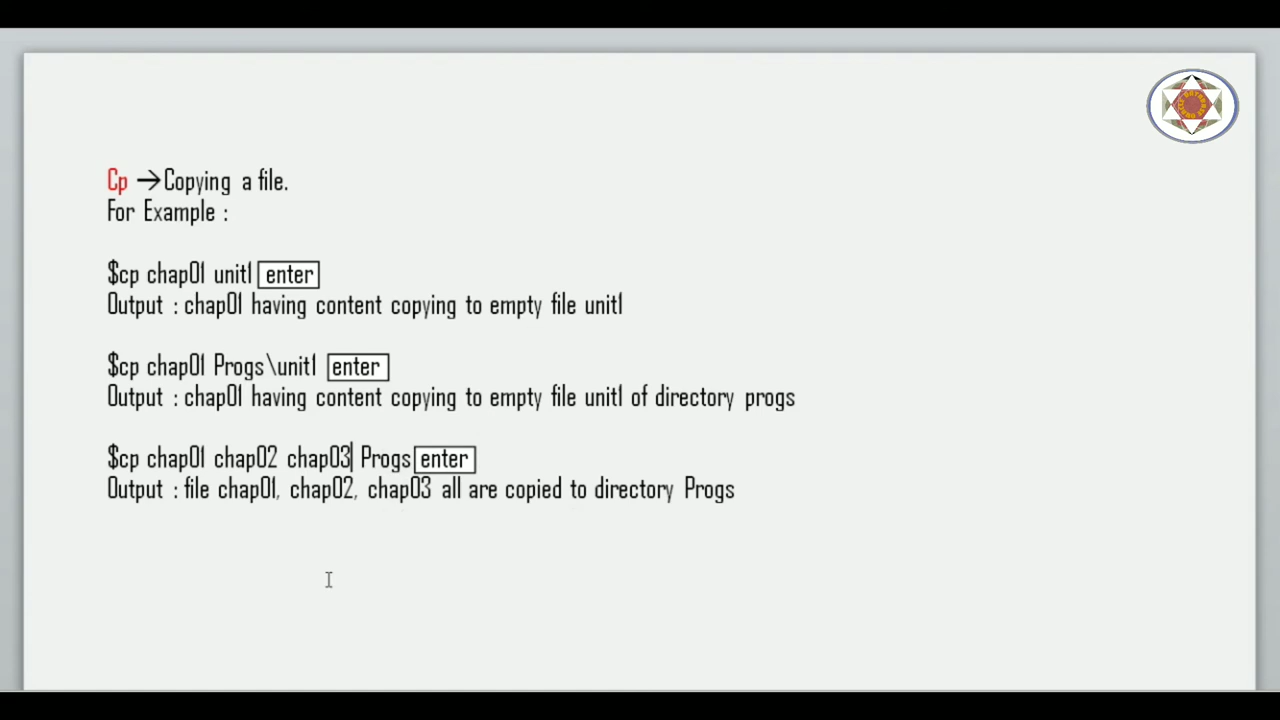 Cp →Copying a file.
For Example :
$cp chap01 unit1 enter
Output : chap01 having content copying to empty file unit1
$cp chap01 Progs\unit1 enter
Output : chap01 having content copying to empty file unit1 of directory progs
$cp chap01 chap02 chap03 Progs enter
Output : file chap01, chap02, chap03 all are copied to directory Progs